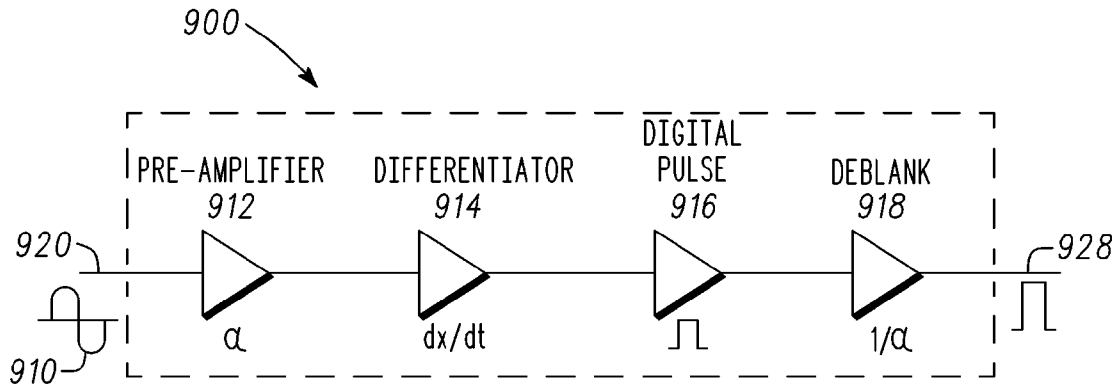 900
PRE-AMPLIFIER
912
DIFFERENTIATOR
914
DIGITAL
PULSE
916
DEBLANK
918
920
928
910
α
dx/dt
1/α